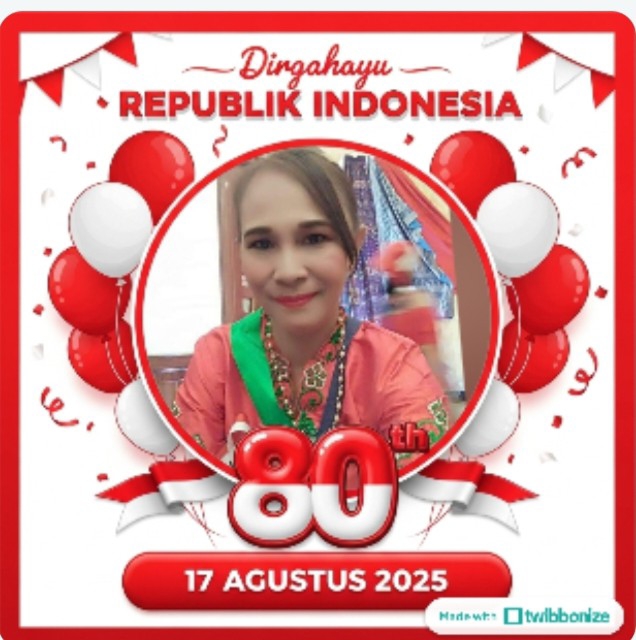 Dirgahayu
REPUBLIK INDONESIA
80th
17 AGUSTUS 2025
Made with twibbonize